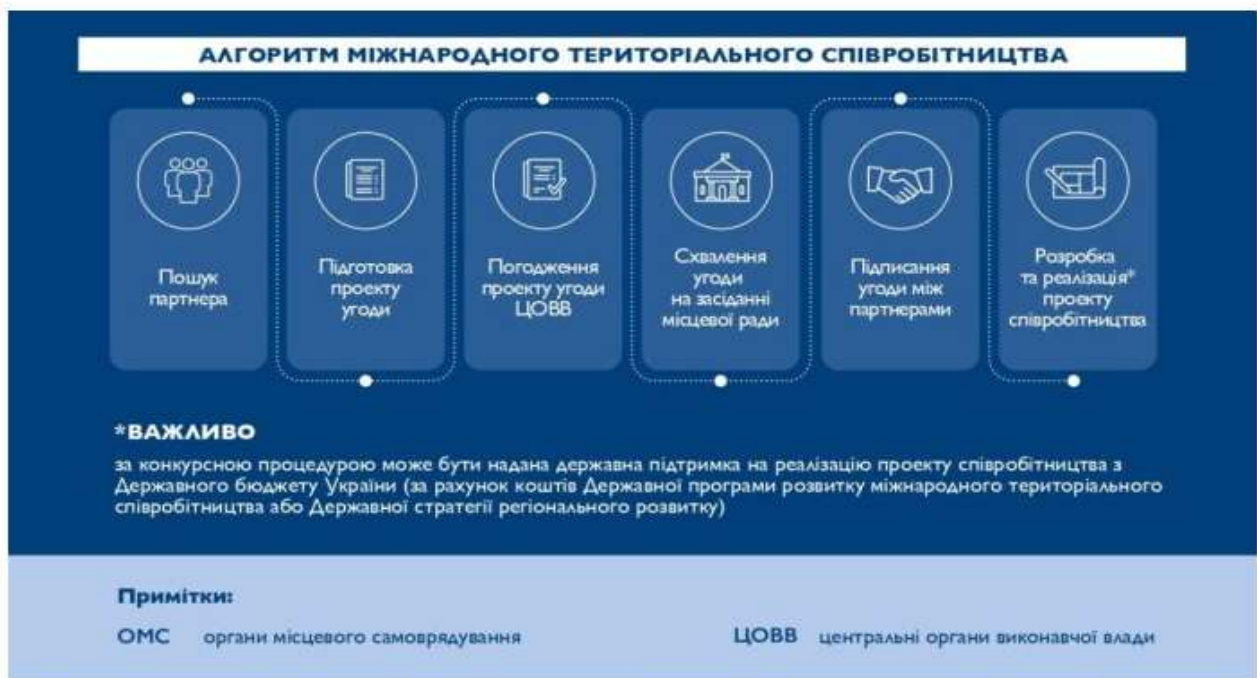 АЛГОРИТМ МІЖНАРОДНОГО ТЕРИТОРІАЛЬНОГО СПІВРОБІТНИЦТВА
Пошук
партнера
Підготовка
проекту
угоди
Погодження
проекту угоди
ЦОВВ
Схвалення
угоди
на засіданні
місцевої ради
Підписання
угоди між
партнерами
Розробка
та реалізація*
проекту
співробітництва
*ВАЖЛИВО
за конкурсною процедурою може бути надана державна підтримка на реалізацію проекту співробітництва з
Державного бюджету України (за рахунок коштів Державної програми розвитку міжнародного територіального
співробітництва або Державної стратегії регіонального розвитку)
Примітки:
ОМС органи місцевого самоврядування
ЦОВВ центральні органи виконавчої влади